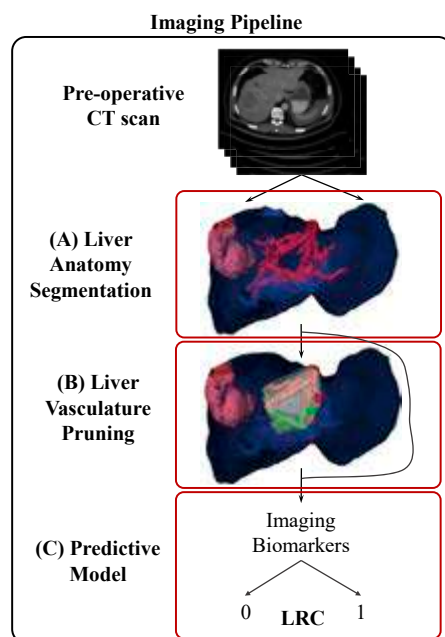 Imaging Pipeline
Pre-operative
CT scan
(A) Liver
Anatomy
Segmentation
(B) Liver
Vasculature
Pruning
(C) Predictive
Model
Imaging
Biomarkers
0 LRC 1